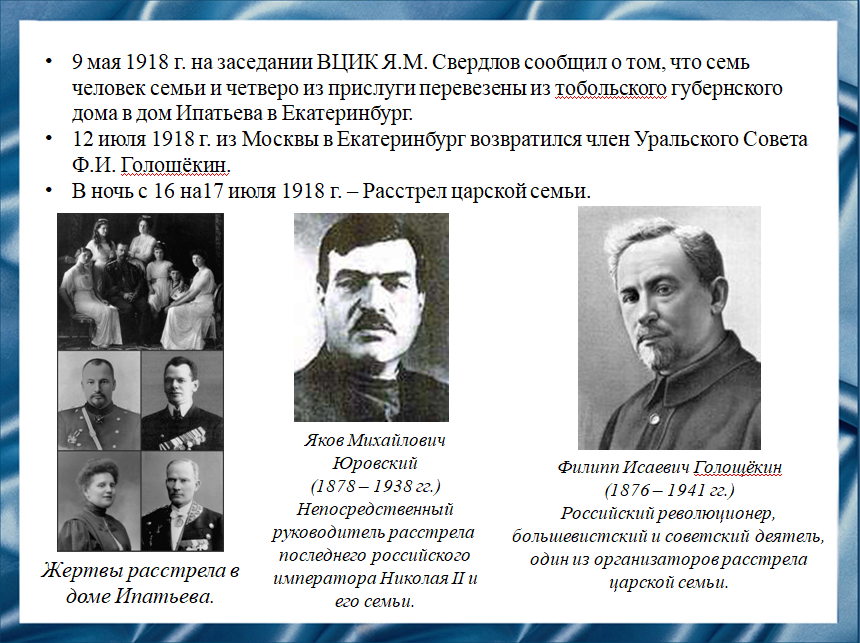 • 9 мая 1918 г. на заседании ВЦИК Я.М. Свердлов сообщил о том, что семь
человек семьи и четверо из прислуги перевезены из тобольского губернского
дома в дом Ипатьева в Екатеринбург.
• 12 июля 1918 г. из Москвы в Екатеринбург возвратился член Уральского Совета
Ф.И. Голощёкин.
• В ночь с 16 на17 июля 1918 г. – Расстрел царской семьи.
Жертвы расстрела в
доме Ипатьева.
Яков Михайлович
Юровский
(1878 – 1938 гг.)
Непосредственный
руководитель расстрела
последнего российского
императора Николая II и
его семьи.
Филипп Исаевич Голощёкин
(1876 – 1941 гг.)
Российский революционер,
большевистский и советский деятель,
один из организаторов расстрела
царской семьи.